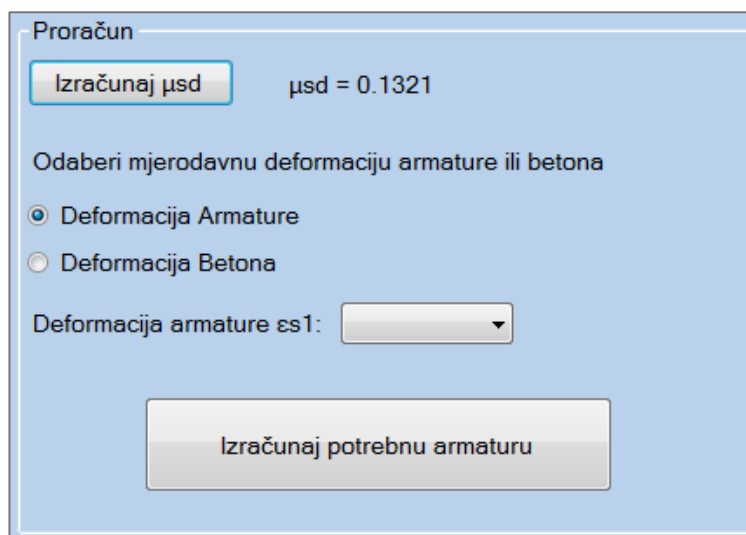 Proračun
Izračunaj μsd
μsd = 0.1321
Odaberi mjerodavnu deformaciju armature ili betona
Deformacija Armature
Deformacija Betona
Deformacija armature εs1:
Izračunaj potrebnu armaturu